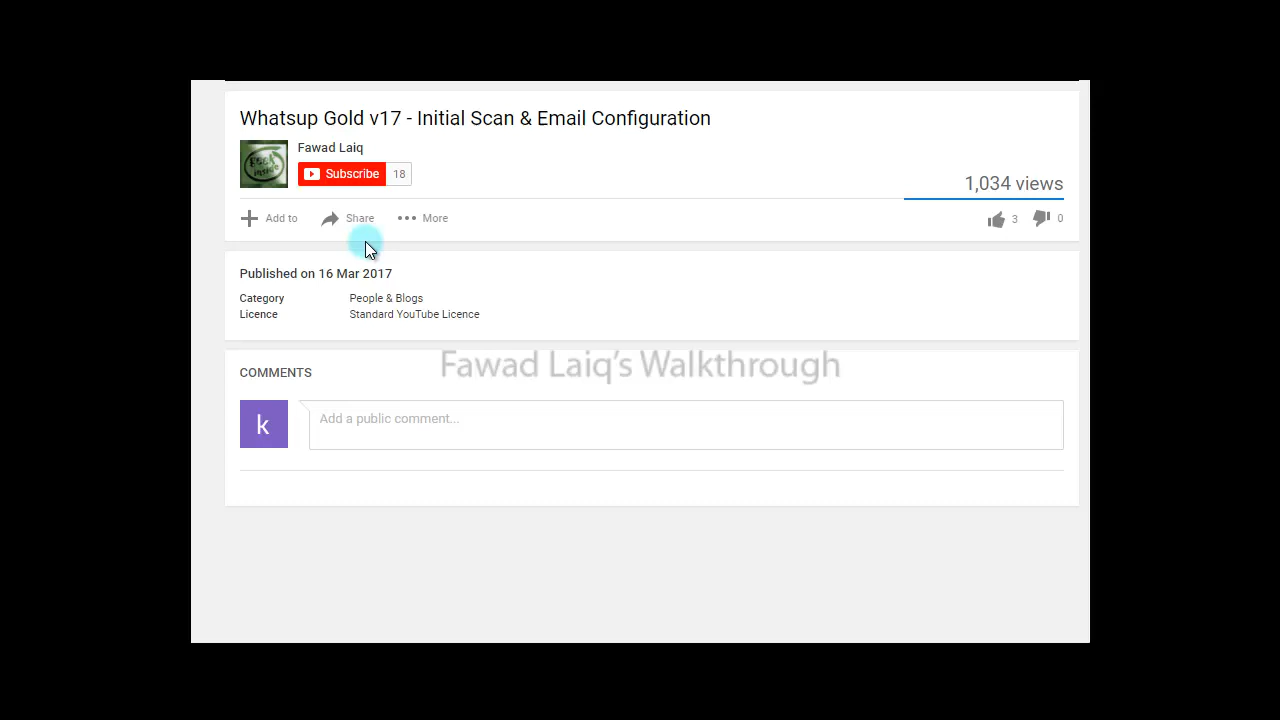 Whatsup Gold v17 - Initial Scan & Email Configuration
Fawad Laiq
Subscribe 18
1,034 views
Add to Share More 3 0
Published on 16 Mar 2017
Category People & Blogs
Licence Standard YouTube Licence
Fawad Laiq's Walkthrough
COMMENTS
k Add a public comment...